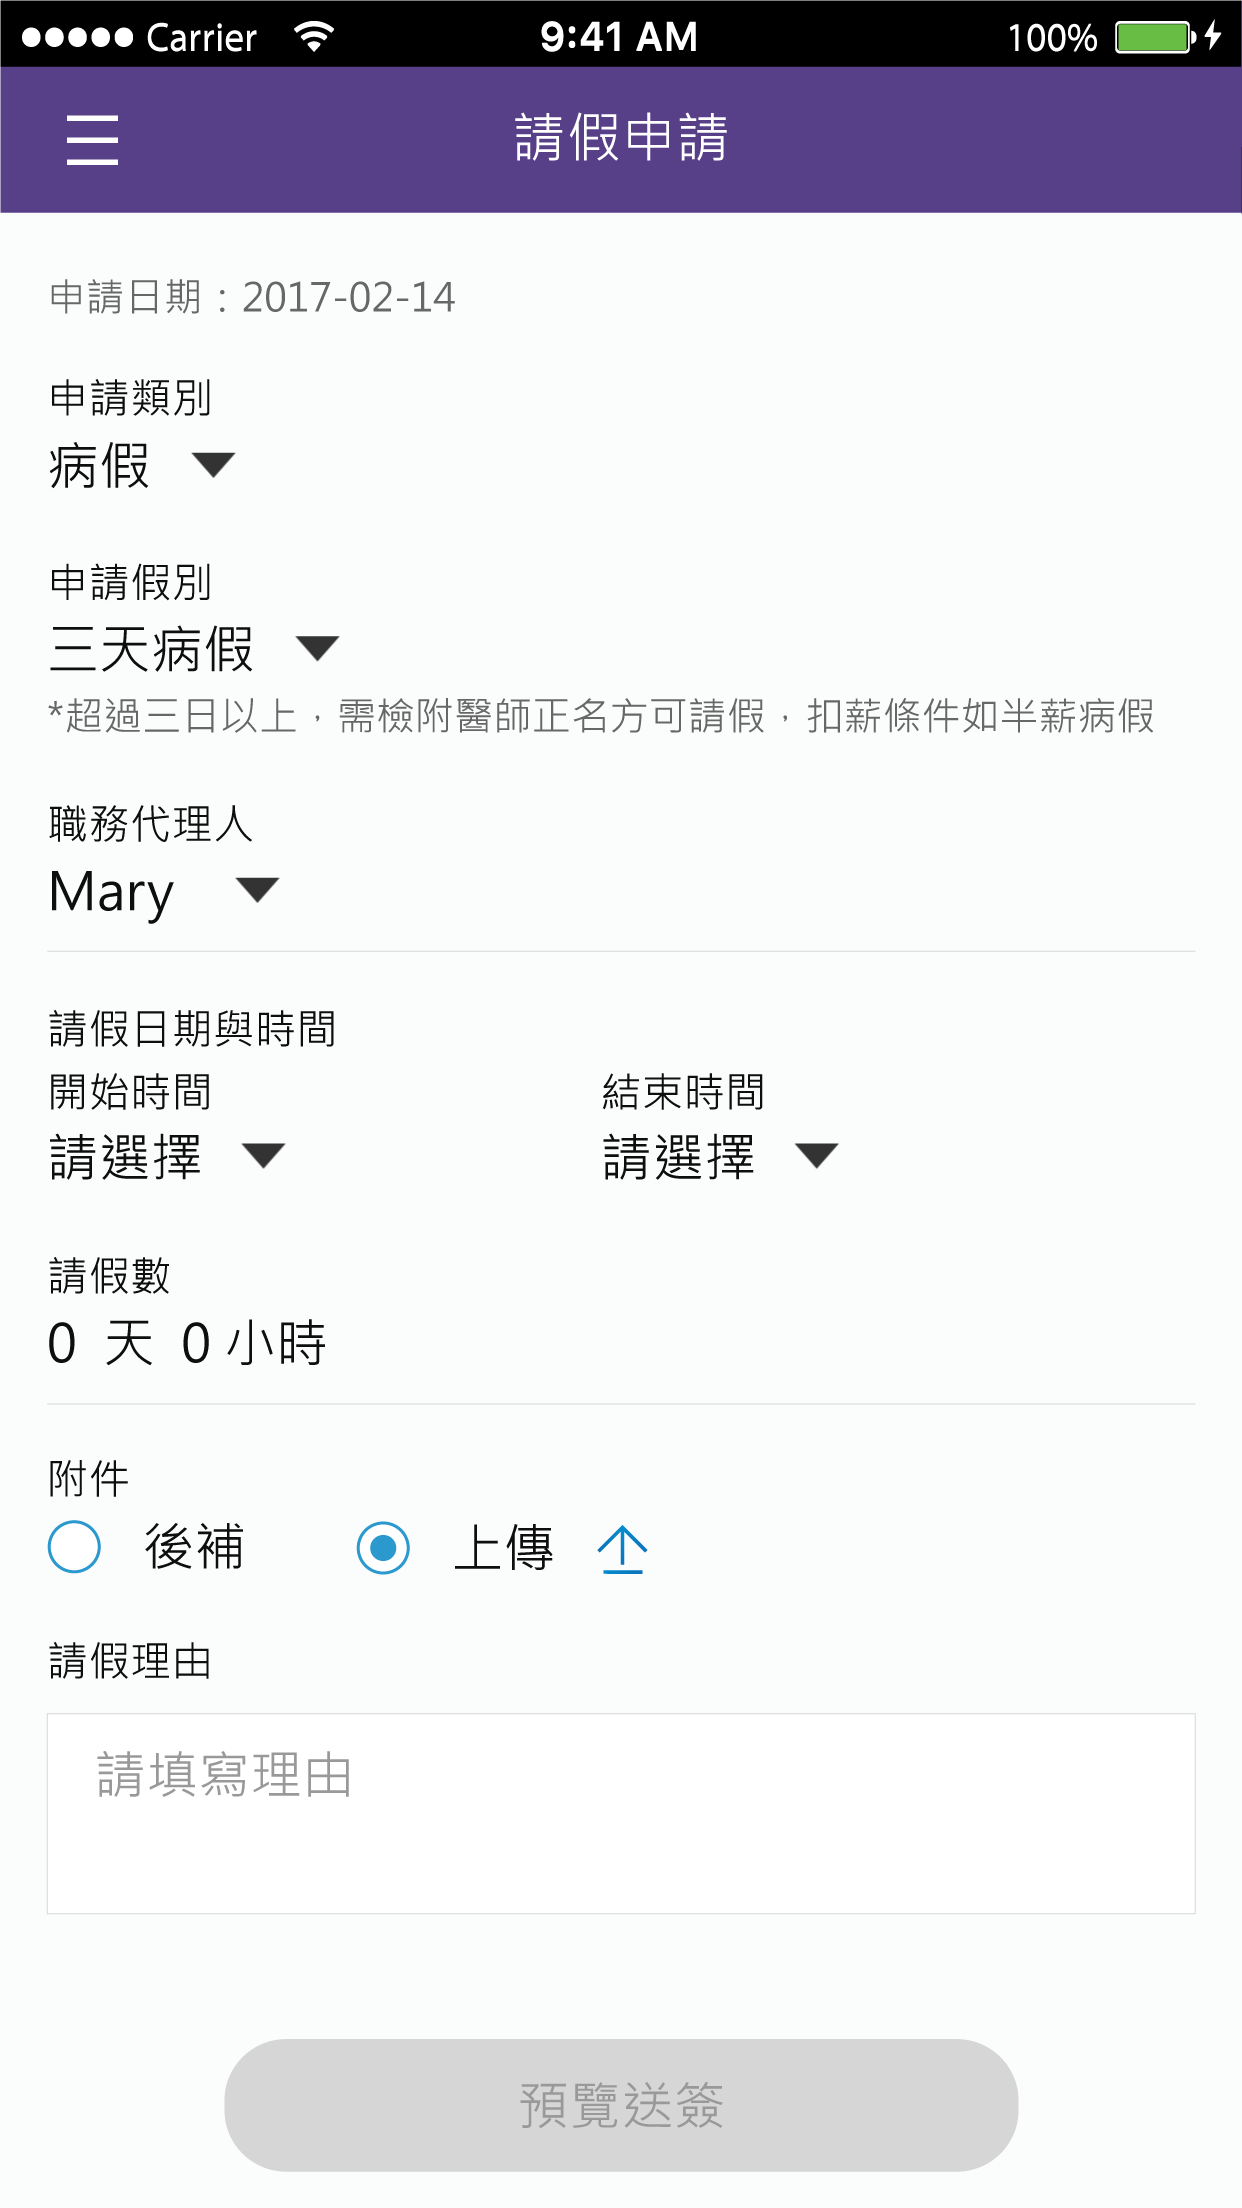 Carrier 9:41 AM 100%
請假申請
申請日期：2017-02-14
申請類別
病假
申請假別
三天病假
*超過三日以上，需檢附醫師正名方可請假，扣薪條件如半薪病假
職務代理人
Mary
請假日期與時間
開始時間 結束時間
請選擇 請選擇
請假數
0 天 0 小時
附件
後補 上傳
請假理由
請填寫理由
預覽送簽